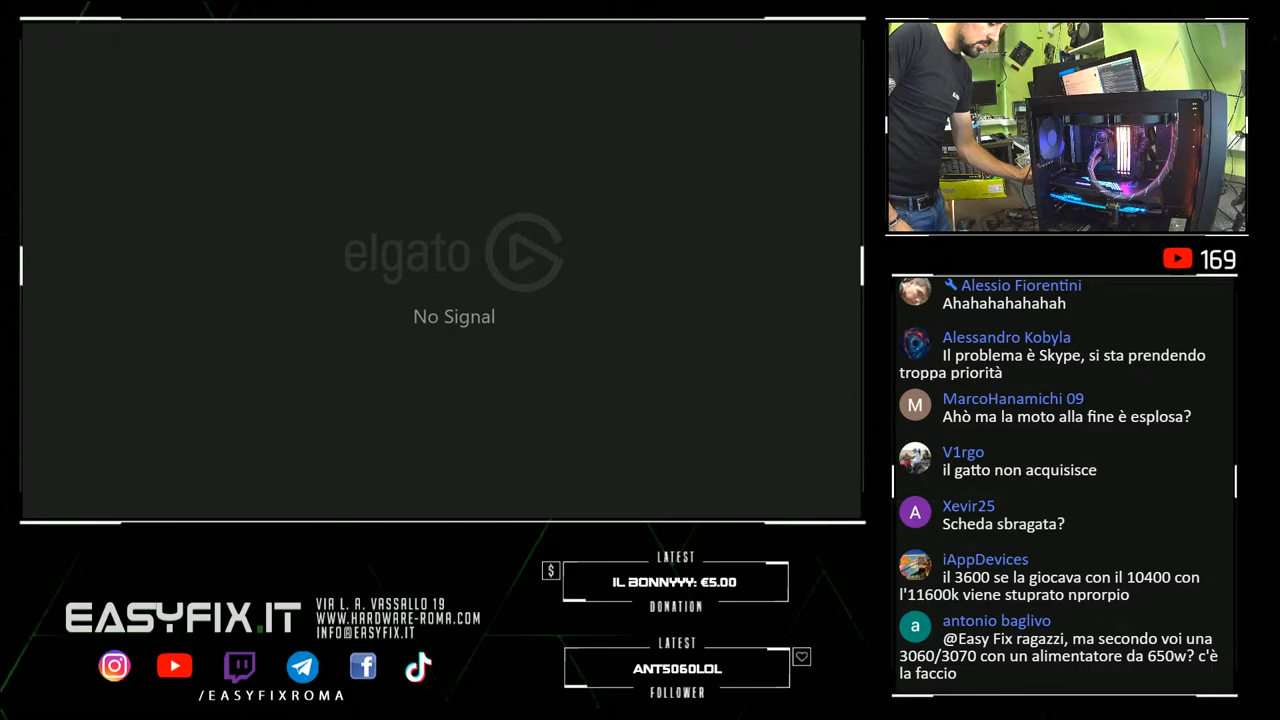 elgato
No Signal
169
Alessio Fiorentini
Ahahahahahahah
Alessandro Kobyla
Il problema è Skype, si sta prendendo
troppa priorità
M
MarcoHanamichi 09
Ahò ma la moto alla fine è esplosa?
V1rgo
il gatto non acquisisce
A
Xevir25
Scheda sbragata?
iAppDevices
il 3600 se la giocava con il 10400 con
l'11600k viene stuprato nprorpio
a
antonio baglivo
@Easy Fix ragazzi, ma secondo voi una
3060/3070 con un alimentatore da 650w? c'è
la faccio
LATEST
$
IL BONNYYY: €5.00
DONATION
LATEST
ANTS060LOL
FOLLOWER
EASYFIX.IT
VIA L. A. VASSALLO 19
WWW.HARDWARE-ROMA.COM
INFO@EASYFIX.IT
/EASYFIXROMA